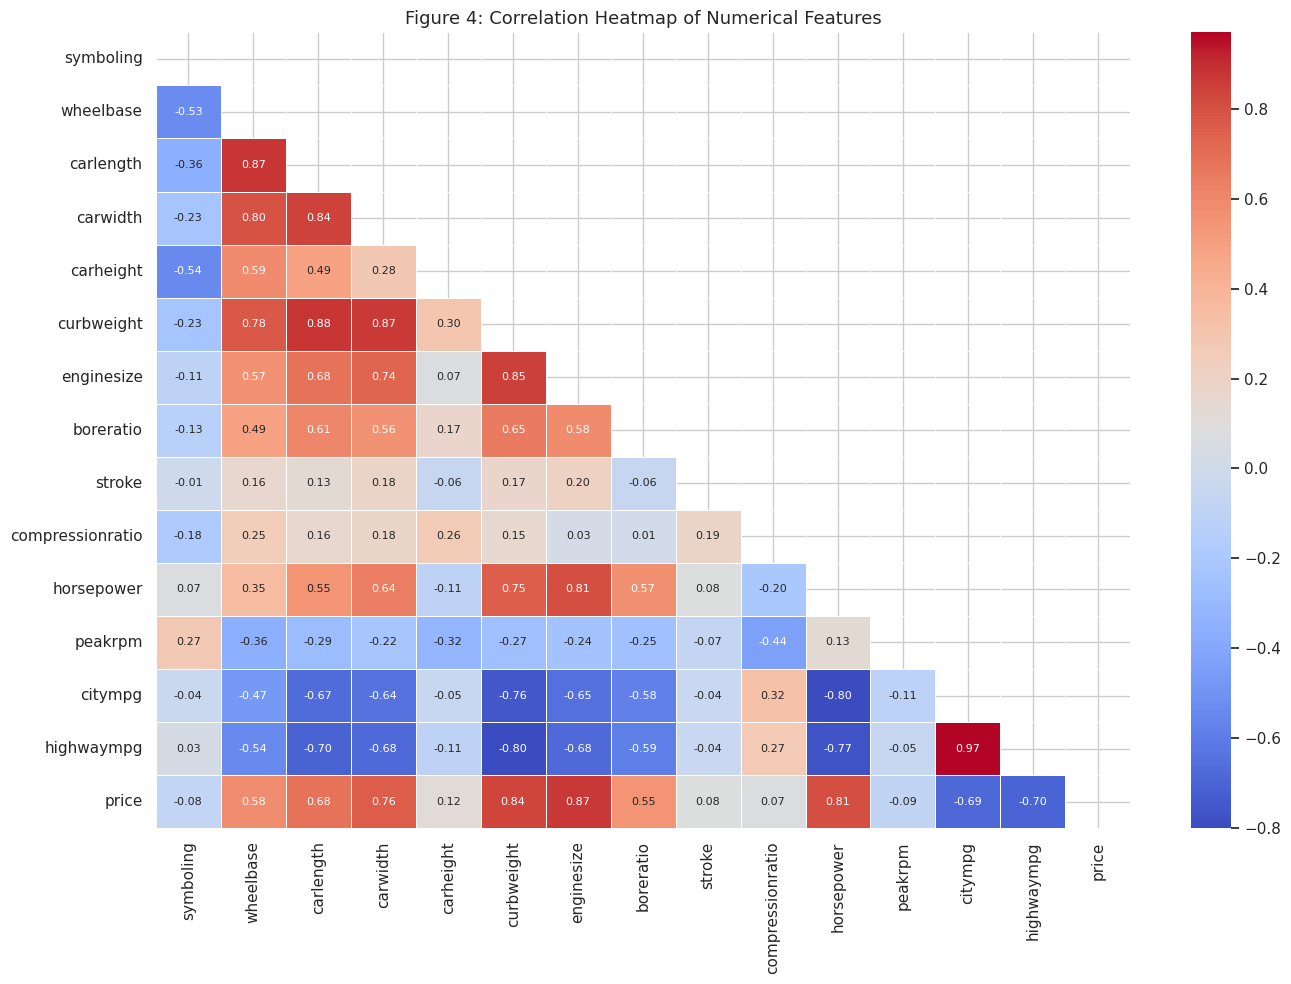 Figure 4: Correlation Heatmap of Numerical Features
symboling
wheelbase -0.53
carlength -0.36 0.87
carwidth -0.23 0.80 0.84
carheight -0.54 0.59 0.49 0.28
curbweight -0.23 0.78 0.88 0.87 0.30
enginesize -0.11 0.57 0.68 0.74 0.07 0.85
boreratio -0.13 0.49 0.61 0.56 0.17 0.65 0.58
stroke -0.01 0.16 0.13 0.18 -0.06 0.17 0.20 -0.06
compressionratio -0.18 0.25 0.16 0.18 0.26 0.15 0.03 0.01 0.19
horsepower 0.07 0.35 0.55 0.64 -0.11 0.75 0.81 0.57 0.08 -0.20
peakrpm 0.27 -0.36 -0.29 -0.22 -0.32 -0.27 -0.24 -0.25 -0.07 -0.44 0.13
citympg -0.04 -0.47 -0.67 -0.64 -0.05 -0.76 -0.65 -0.58 -0.04 0.32 -0.80 -0.11
highwaympg 0.03 -0.54 -0.70 -0.68 -0.11 -0.80 -0.68 -0.59 -0.04 0.27 -0.77 -0.05 0.97
price -0.08 0.58 0.68 0.76 0.12 0.84 0.87 0.55 0.08 0.07 0.81 -0.09 -0.69 -0.70
symboling
wheelbase
carlength
carwidth
carheight
curbweight
enginesize
boreratio
stroke
compressionratio
horsepower
peakrpm
citympg
highwaympg
price
0.8
0.6
0.4
0.2
0.0
−0.2
−0.4
−0.6
−0.8